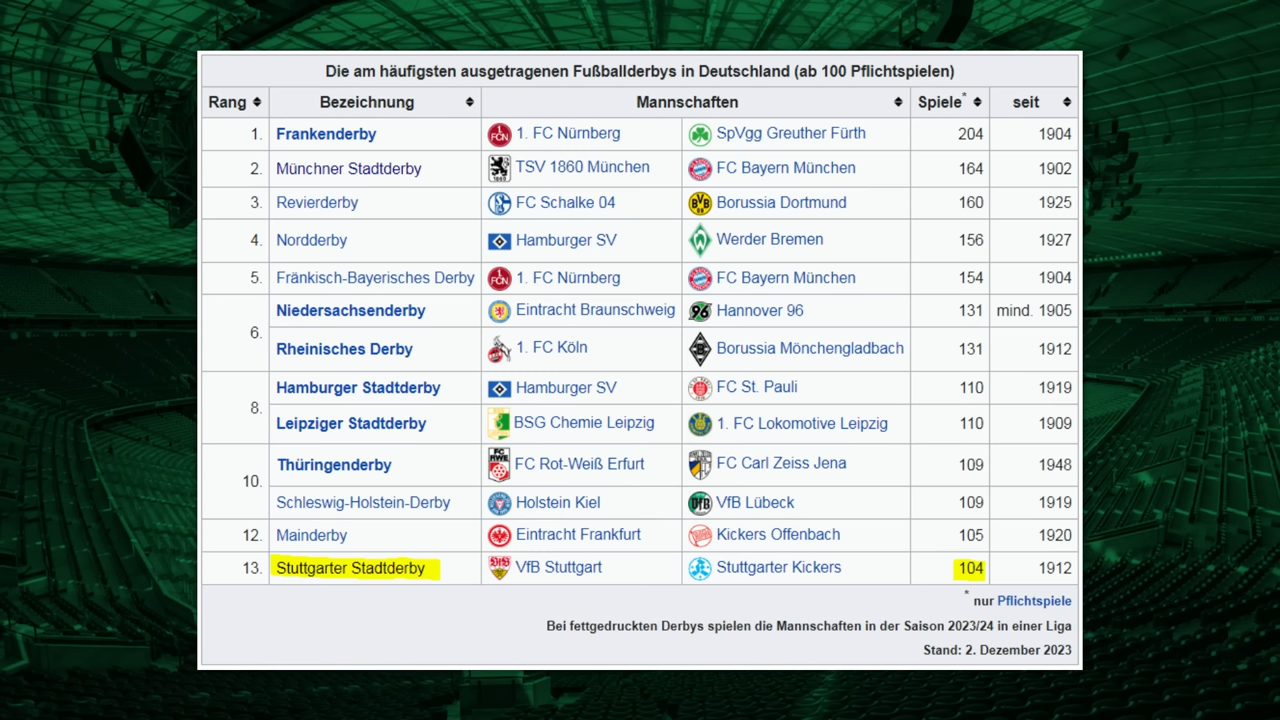 Die am häufigsten ausgetragenen Fußballderbys in Deutschland (ab 100 Pflichtspielen)
Rang Bezeichnung Mannschaften Spiele* seit
1. Frankenderby 1. FC Nürnberg SpVgg Greuther Fürth 204 1904
2. Münchner Stadtderby TSV 1860 München FC Bayern München 164 1902
3. Revierderby FC Schalke 04 Borussia Dortmund 160 1925
4. Nordderby Hamburger SV Werder Bremen 156 1927
5. Fränkisch-Bayerisches Derby 1. FC Nürnberg FC Bayern München 154 1904
6. Niedersachsenderby Eintracht Braunschweig Hannover 96 131 mind. 1905
Rheinisches Derby 1. FC Köln Borussia Mönchengladbach 131 1912
8. Hamburger Stadtderby Hamburger SV FC St. Pauli 110 1919
Leipziger Stadtderby BSG Chemie Leipzig 1. FC Lokomotive Leipzig 110 1909
10. Thüringenderby FC Rot-Weiß Erfurt FC Carl Zeiss Jena 109 1948
Schleswig-Holstein-Derby Holstein Kiel VfB Lübeck 109 1919
12. Mainderby Eintracht Frankfurt Kickers Offenbach 105 1920
13. Stuttgarter Stadtderby VfB Stuttgart Stuttgarter Kickers 104 1912
* nur Pflichtspiele
Bei fettgedruckten Derbys spielen die Mannschaften in der Saison 2023/24 in einer Liga
Stand: 2. Dezember 2023